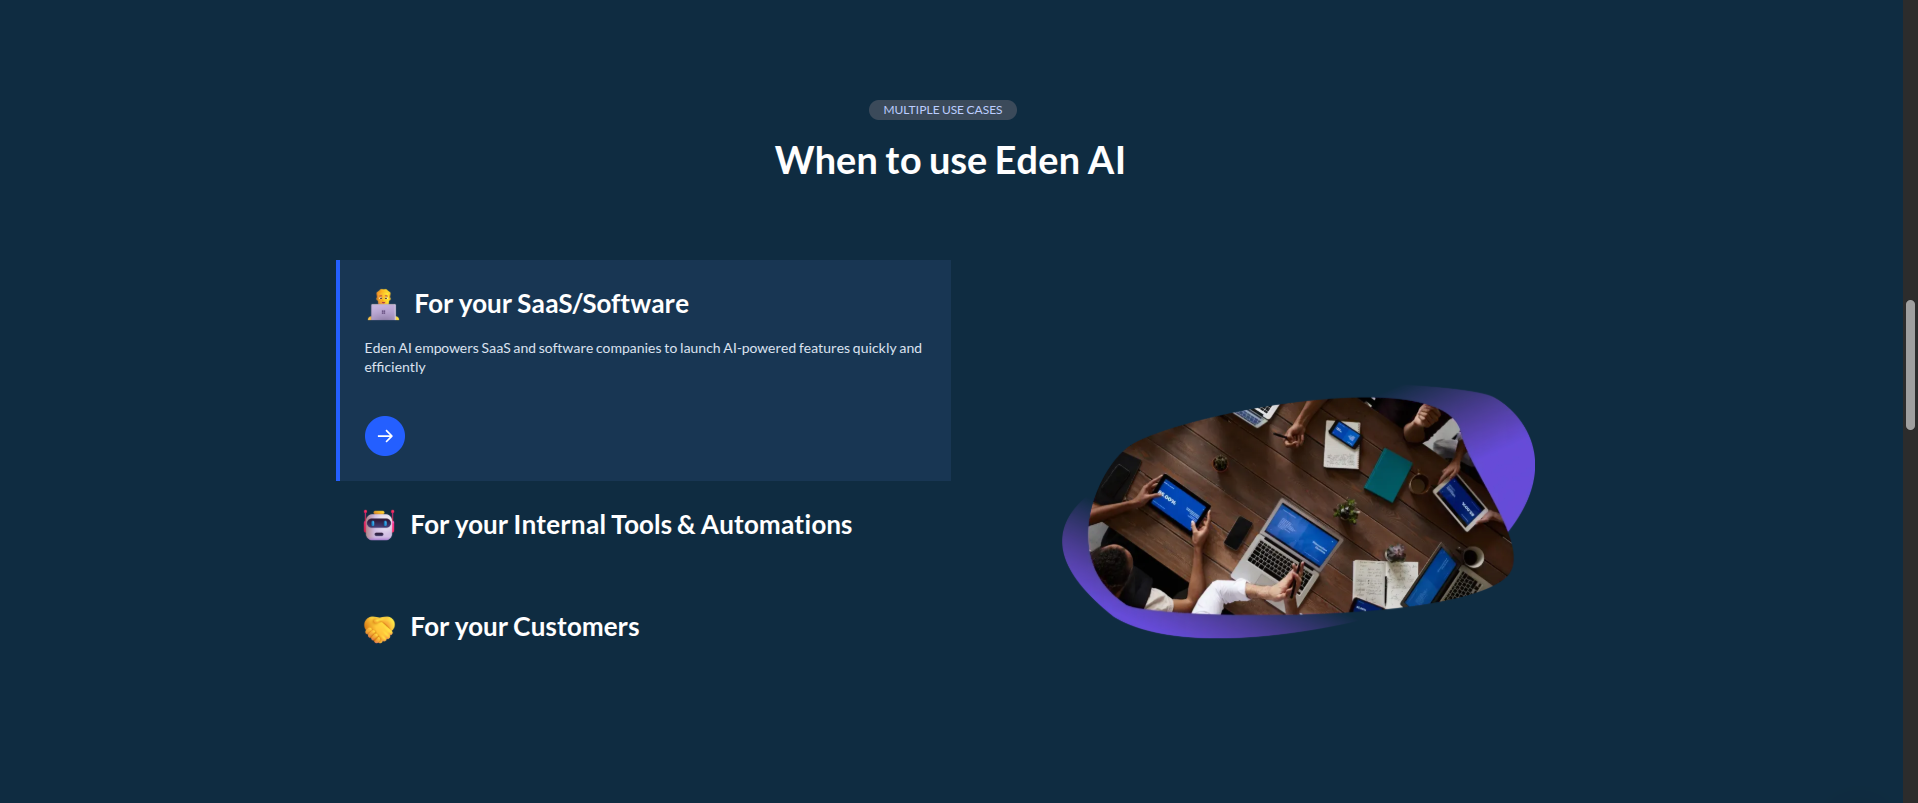 MULTIPLE USE CASES
When to use Eden AI
For your SaaS/Software
Eden AI empowers SaaS and software companies to launch AI-powered features quickly and
efficiently
For your Internal Tools & Automations
For your Customers